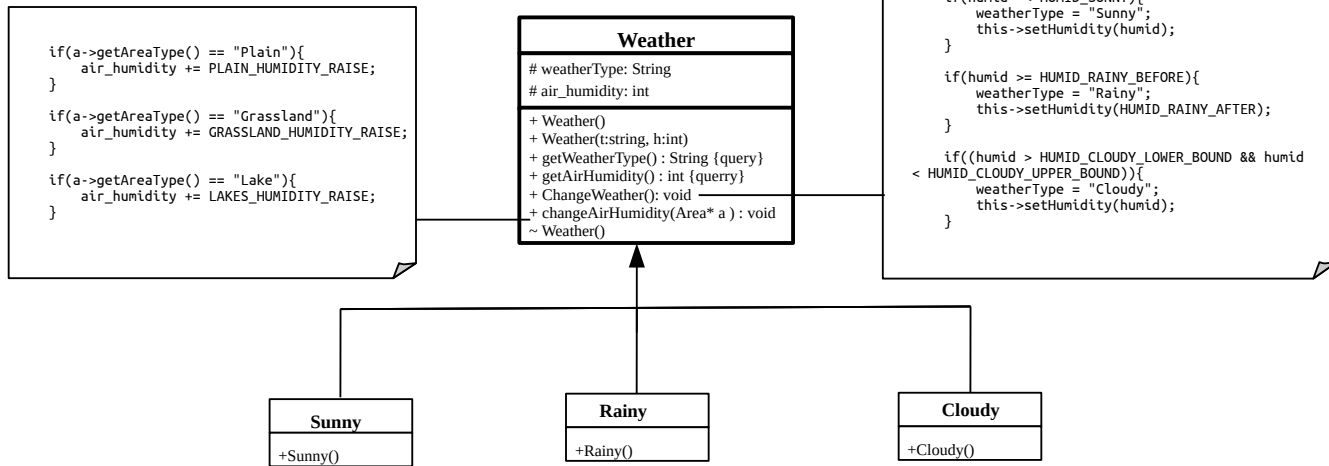 if(a->getAreaType() == "Plain"){
air_humidity += PLAIN_HUMIDITY_RAISE;
}
if(a->getAreaType() == "Grassland"){
air_humidity += GRASSLAND_HUMIDITY_RAISE;
}
if(a->getAreaType() == "Lake"){
air_humidity += LAKES_HUMIDITY_RAISE;
}
Weather
# weatherType: String
# air_humidity: int
+ Weather()
+ Weather(t:string, h:int)
+ getWeatherType() : String {query}
+ getAirHumidity() : int {querry}
+ ChangeWeather(): void
+ changeAirHumidity(Area* a ) : void
~ Weather()
weatherType = "Sunny";
this->setHumidity(humid);
}
if(humid >= HUMID_RAINY_BEFORE){
weatherType = "Rainy";
this->setHumidity(HUMID_RAINY_AFTER);
}
if((humid > HUMID_CLOUDY_LOWER_BOUND && humid
< HUMID_CLOUDY_UPPER_BOUND)){
weatherType = "Cloudy";
this->setHumidity(humid);
}
Sunny
+Sunny()
Rainy
+Rainy()
Cloudy
+Cloudy()